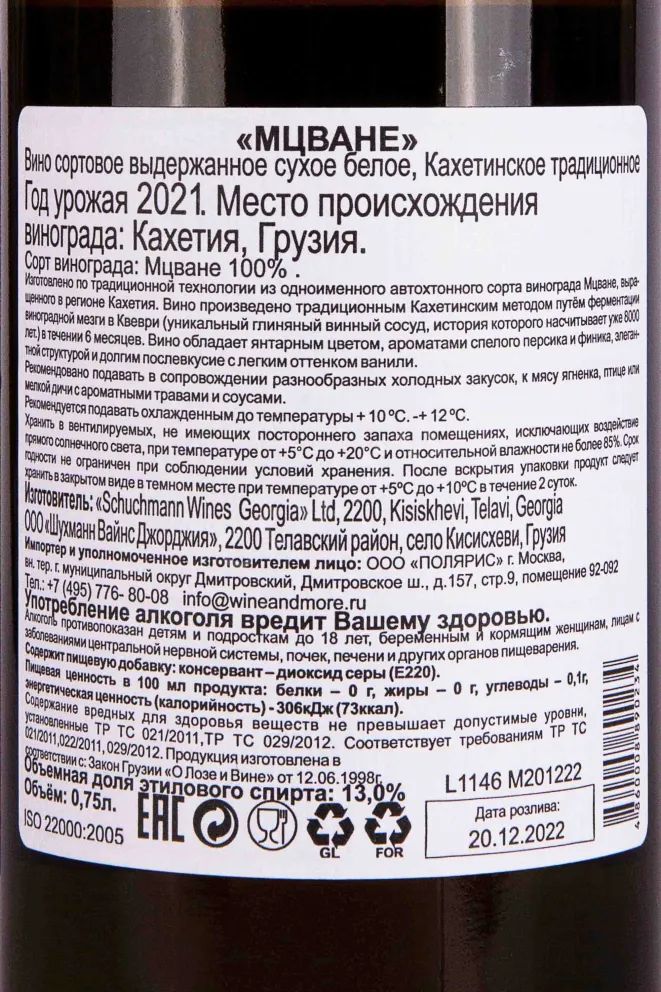 «МЦВАНЕ»
Вино сортовое выдержанное сухое белое, Кахетинское традиционное
Год урожая 2021. Место происхождения
винограда: Кахетия, Грузия.
Сорт винограда: Мцване 100% .
Изготовлено по традиционной технологии из одноименного автохтонного сорта винограда Мцване, выра-
щенного в регионе Кахетия. Вино произведено традиционным Кахетинским методом путём ферментации
виноградной мезги в Квеври (уникальный глиняный винный сосуд, история которого насчитывает уже 8000
лет.) в течении 6 месяцев. Вино обладает янтарным цветом, ароматами спелого персика и финика, элеган-
тной структурой и долгим послевкусие с легким оттенком ванили.
Рекомендовано подавать в сопровождении разнообразных холодных закусок, к мясу ягненка, птице или
мелкой дичи с ароматными травами и соусами.
Рекомендуется подавать охлажденным до температуры + 10 °С. -+ 12°С.
Хранить в вентилируемых, не имеющих постороннего запаха помещениях, исключающих воздействие
прямого солнечного света, при температуре от +5°С до +20°С и относительной влажности не более 85%. Срок
годности не ограничен при соблюдении условий хранения. После вскрытия упаковки продукт следует
хранить в закрытом виде в темном месте при температуре от +5°С до +10°С в течение 2 суток.
Изготовитель: «Schuchmann Wines Georgia» Ltd, 2200, Kisiskhevi, Telavi, Georgia
ООО «Шухманн Вайнс Джорджия», 2200 Телавский район, село Кисисхеви, Грузия
Импортер и уполномоченное изготовителем лицо: ООО «ПОЛЯРИС» г. Москва,
вн. тер. г. муниципальный округ Дмитровский, Дмитровское ш., д.157, стр.9, помещение 92-092
Тел.: +7 (495) 776- 80-08 info@wineandmore.ru
Употребление алкоголя вредит Вашему здоровью.
Алкоголь противопоказан детям и подросткам до 18 лет, беременным и кормящим женщинам, лицам с
заболеваниями центральной нервной системы, почек, печени и других органов пищеварения.
Содержит пищевую добавку: консервант – диоксид серы (Е220).
Пищевая ценность в 100 мл продукта: белки – 0 г, жиры – 0 г, углеводы – 0,1г,
энергетическая ценность (калорийность) - 306кДж (73ккал).
Содержание вредных для здоровья веществ не превышает допустимые уровни,
установленные ТР ТС 021/2011,ТР ТС 029/2012. Соответствует требованиям ТР ТС
021/2011,022/2011,029/2012. Продукция изготовлена в
соответствии с: Закон Грузии «О Лозе и Вине» от 12.06.1998г.
Объемная доля этилового спирта: 13,0%
Объём: 0,75л.
ISO 22000:2005
EAC
GL
FOR
L1146 M201222
Дата розлива:
20.12.2022
4860008890234